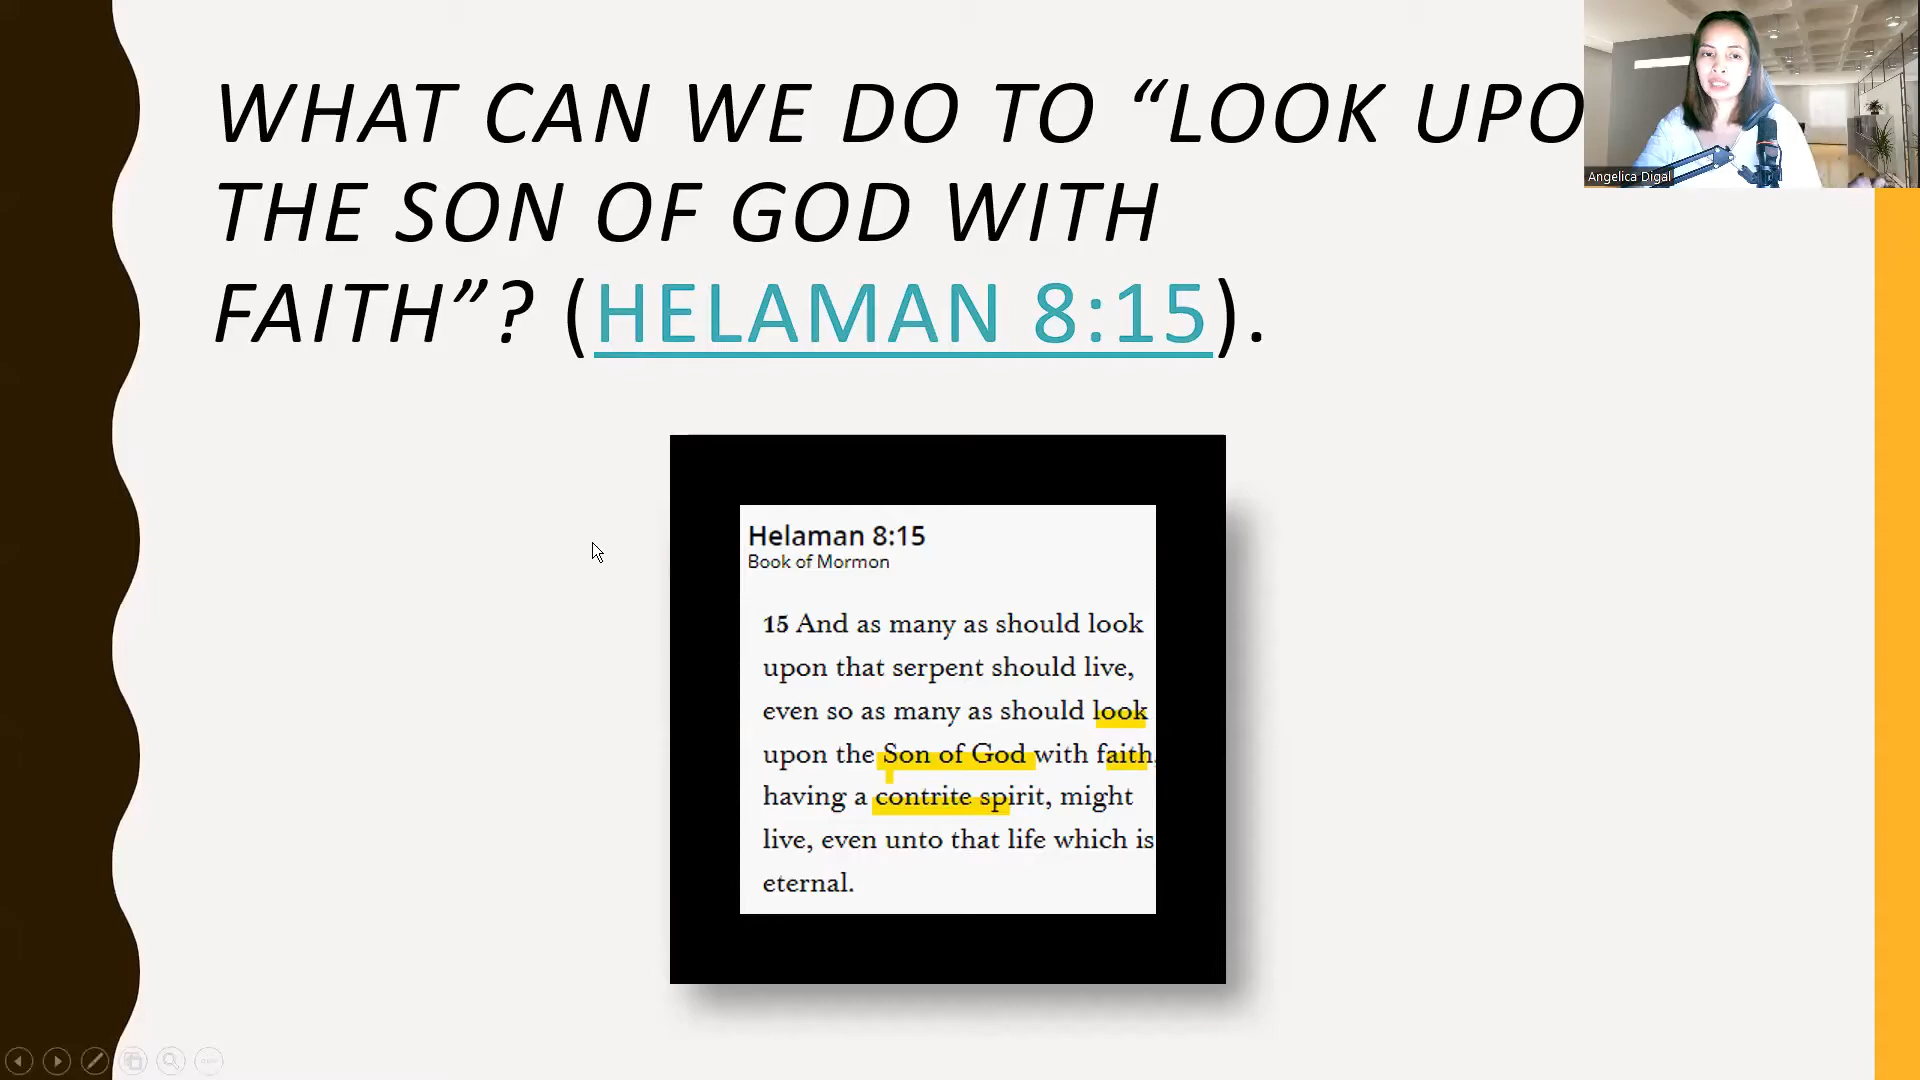 WHAT CAN WE DO TO “LOOK UPO
THE SON OF GOD WITH
FAITH”? (HELAMAN 8:15).
Angelica Digal
Helaman 8:15
Book of Mormon
15 And as many as should look
upon that serpent should live,
even so as many as should look
upon the Son of God with faith,
having a contrite spirit, might
live, even unto that life which is
eternal.